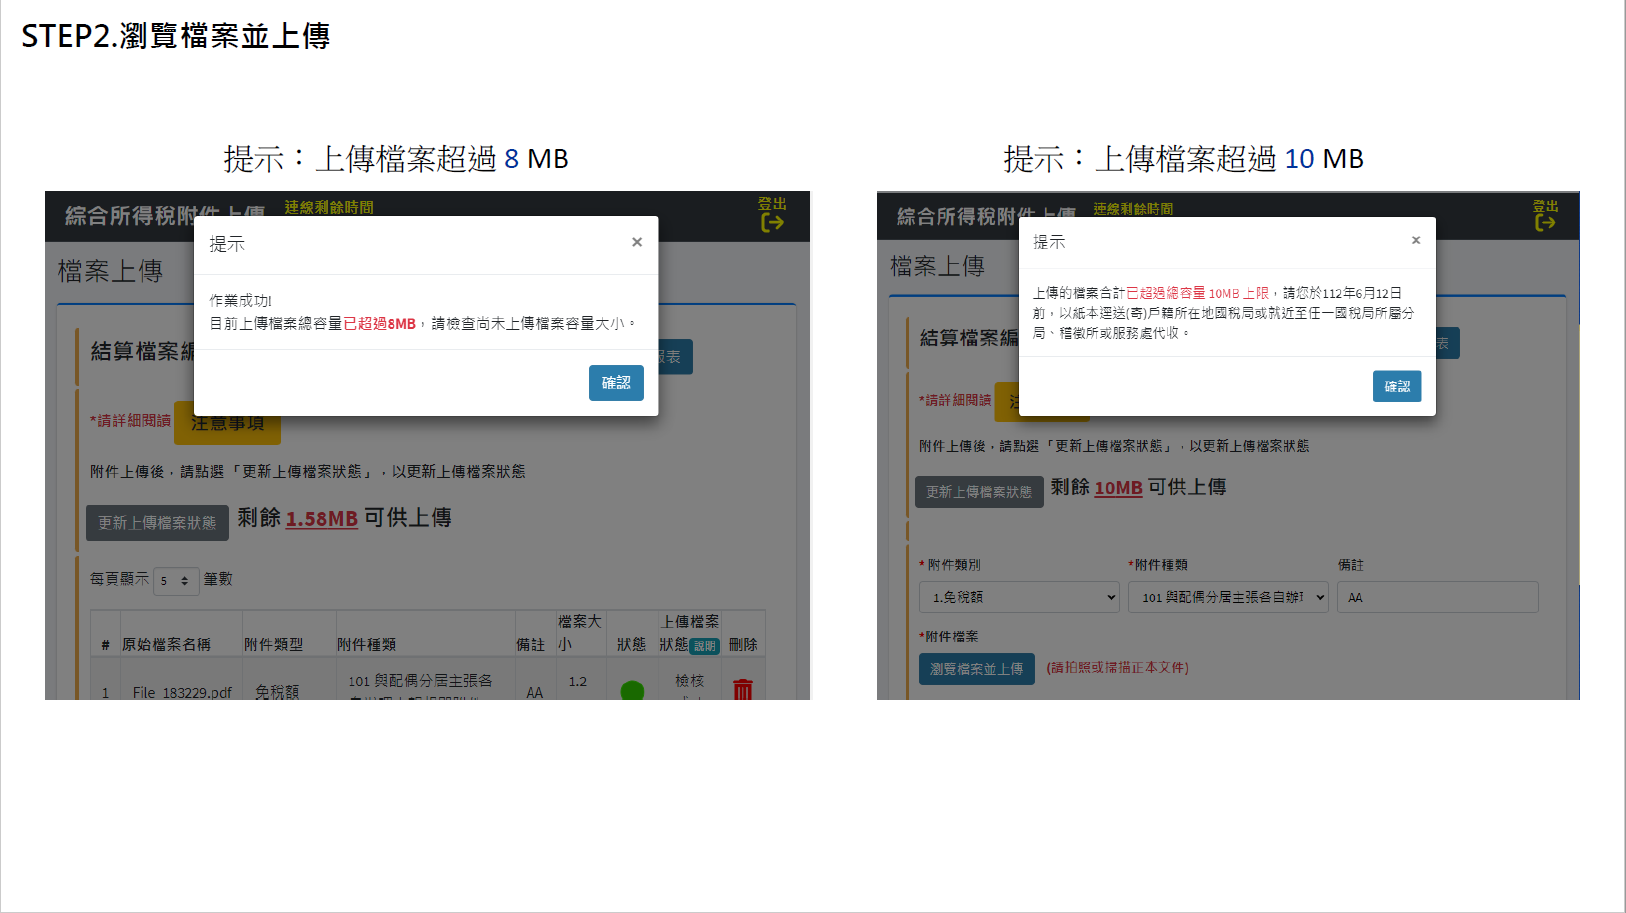 STEP2.瀏覽檔案並上傳
提示：上傳檔案超過 8 MB
綜合所得稅附件上傳
連線剩餘時間
登出
提示
×
檔案上傳
作業成功!
目前上傳檔案總容量已超過8MB，請檢查尚未上傳檔案容量大小。
結算檔案編
報表
確認
*請詳細閱讀
注意事項
附件上傳後，請點選「更新上傳檔案狀態」，以更新上傳檔案狀態
更新上傳檔案狀態
剩餘 1.58MB 可供上傳
每頁顯示 5 筆數
# 原始檔案名稱 附件類型 附件種類 備註 檔案大小 狀態 上傳檔案狀態 說明 刪除
1 File_183229.pdf 免稅額 101 與配偶分居主張各 AA 1.2 檢核
提示：上傳檔案超過 10 MB
綜合所得稅附件上傳
連線剩餘時間
登出
提示
×
檔案上傳
上傳的檔案合計已超過總容量 10MB 上限，請您於112年6月12日
前，以紙本遞送(寄)戶籍所在地國稅局或就近至任一國稅局所屬分
局、稽徵所或服務處代收。
結算檔案編
表
確認
*請詳細閱讀
注
附件上傳後，請點選「更新上傳檔案狀態」，以更新上傳檔案狀態
更新上傳檔案狀態
剩餘 10MB 可供上傳
*附件類別 *附件種類 備註
1.免稅額 101 與配偶分居主張各自辦理 AA
*附件檔案
瀏覽檔案並上傳
(請拍照或掃描正本文件)